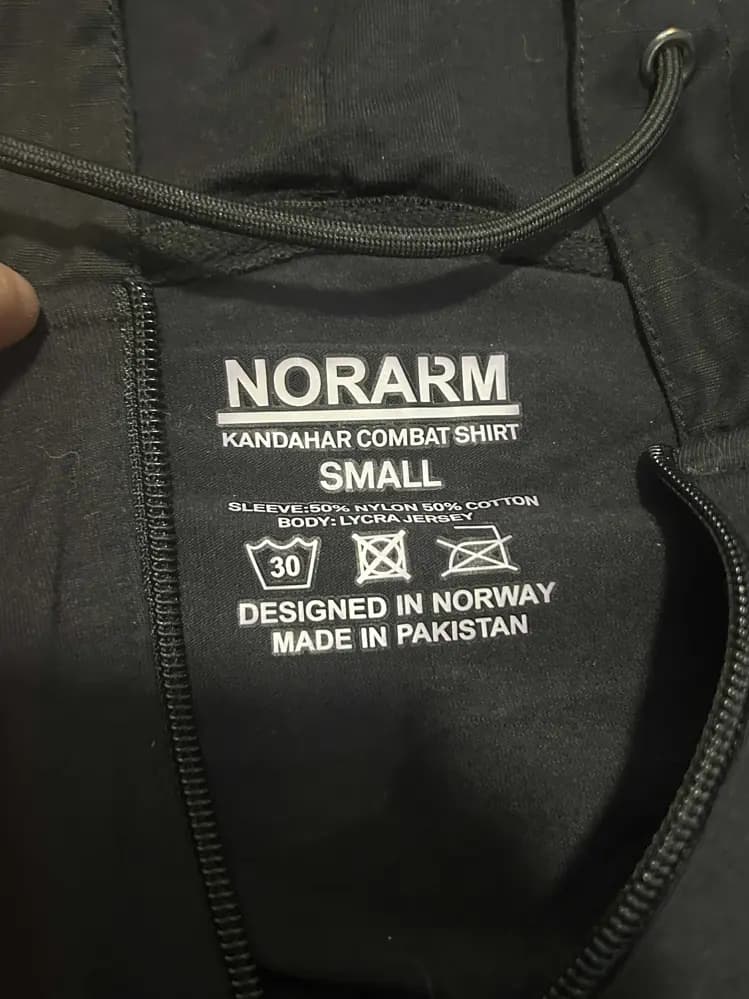 NORARM
KANDAHAR COMBAT SHIRT
SMALL
SLEEVE:50% NYLON 50% COTTON
BODY: LYCRA JERSEY
30
DESIGNED IN NORWAY
MADE IN PAKISTAN